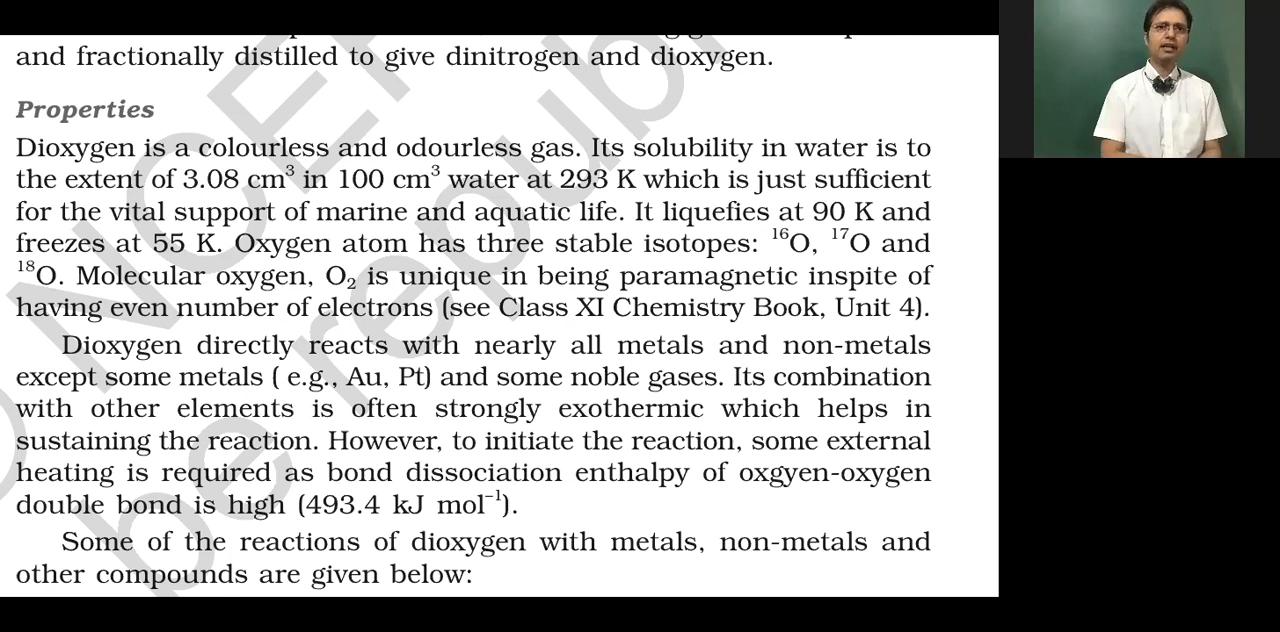 and fractionally distilled to give dinitrogen and dioxygen.
Properties
Dioxygen is a colourless and odourless gas. Its solubility in water is to
the extent of 3.08 cm³ in 100 cm³ water at 293 K which is just sufficient
for the vital support of marine and aquatic life. It liquefies at 90 K and
freezes at 55 K. Oxygen atom has three stable isotopes: ¹⁶O, ¹⁷O and
¹⁸O. Molecular oxygen, O₂ is unique in being paramagnetic inspite of
having even number of electrons (see Class XI Chemistry Book, Unit 4).
Dioxygen directly reacts with nearly all metals and non-metals
except some metals ( e.g., Au, Pt) and some noble gases. Its combination
with other elements is often strongly exothermic which helps in
sustaining the reaction. However, to initiate the reaction, some external
heating is required as bond dissociation enthalpy of oxgyen-oxygen
double bond is high (493.4 kJ mol⁻¹).
Some of the reactions of dioxygen with metals, non-metals and
other compounds are given below: